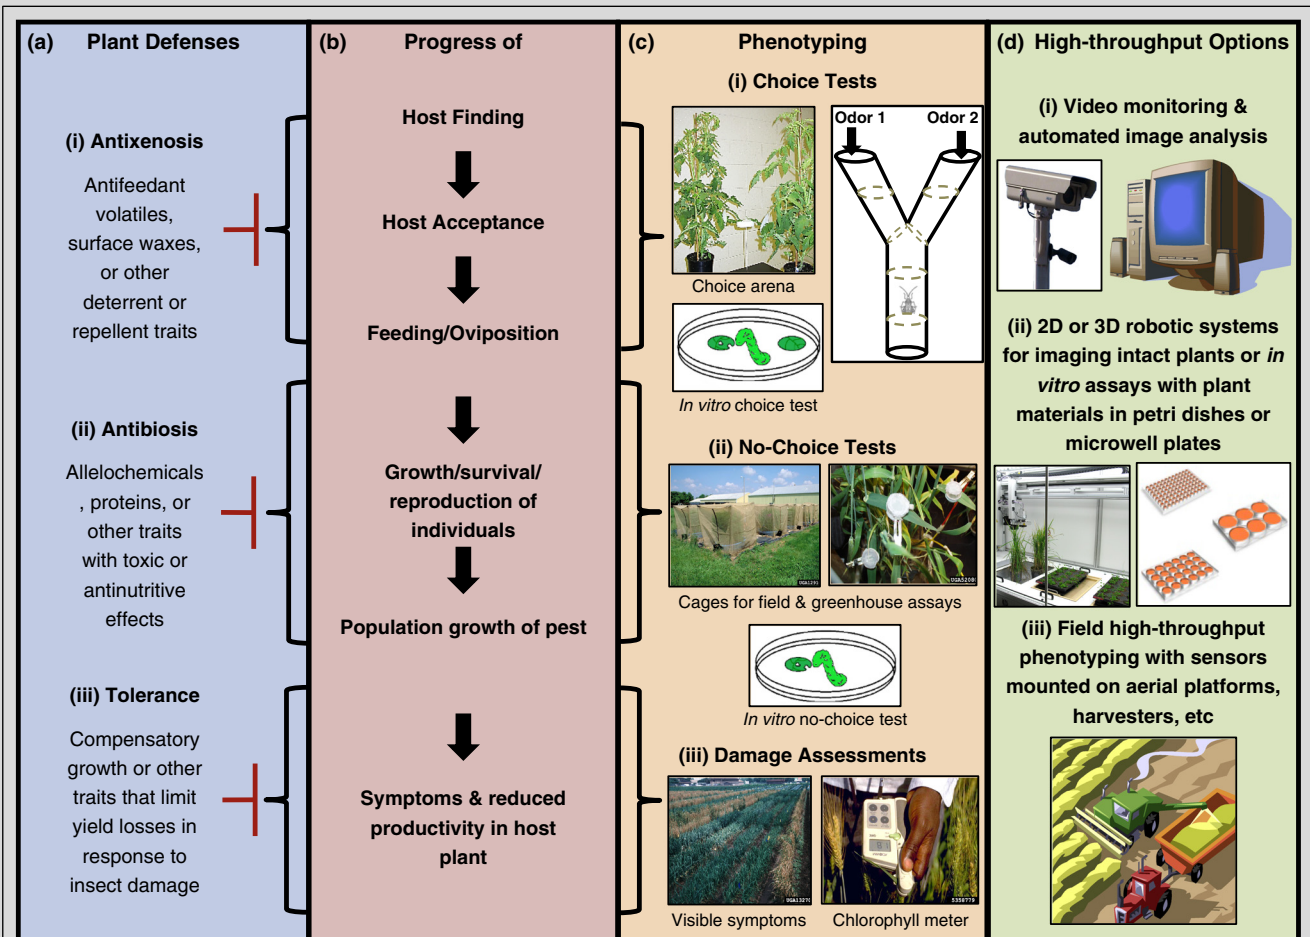 (a) Plant Defenses
(i) Antixenosis
Antifeedant
volatiles,
surface waxes,
or other
deterrent or
repellent traits
(ii) Antibiosis
Allelochemicals
, proteins, or
other traits
with toxic or
antinutritive
effects
(iii) Tolerance
Compensatory
growth or other
traits that limit
yield losses in
response to
insect damage
(b) Progress of
Host Finding
Host Acceptance
Feeding/Oviposition
Growth/survival/
reproduction of
individuals
Population growth of pest
Symptoms & reduced
productivity in host
plant
(c) Phenotyping
(i) Choice Tests
Odor 1 Odor 2
Choice arena
In vitro choice test
(ii) No-Choice Tests
Cages for field & greenhouse assays
In vitro no-choice test
(iii) Damage Assessments
Visible symptoms Chlorophyll meter
5358779
(d) High-throughput Options
(i) Video monitoring &
automated image analysis
(ii) 2D or 3D robotic systems
for imaging intact plants or in
vitro assays with plant
materials in petri dishes or
microwell plates
(iii) Field high-throughput
phenotyping with sensors
mounted on aerial platforms,
harvesters, etc